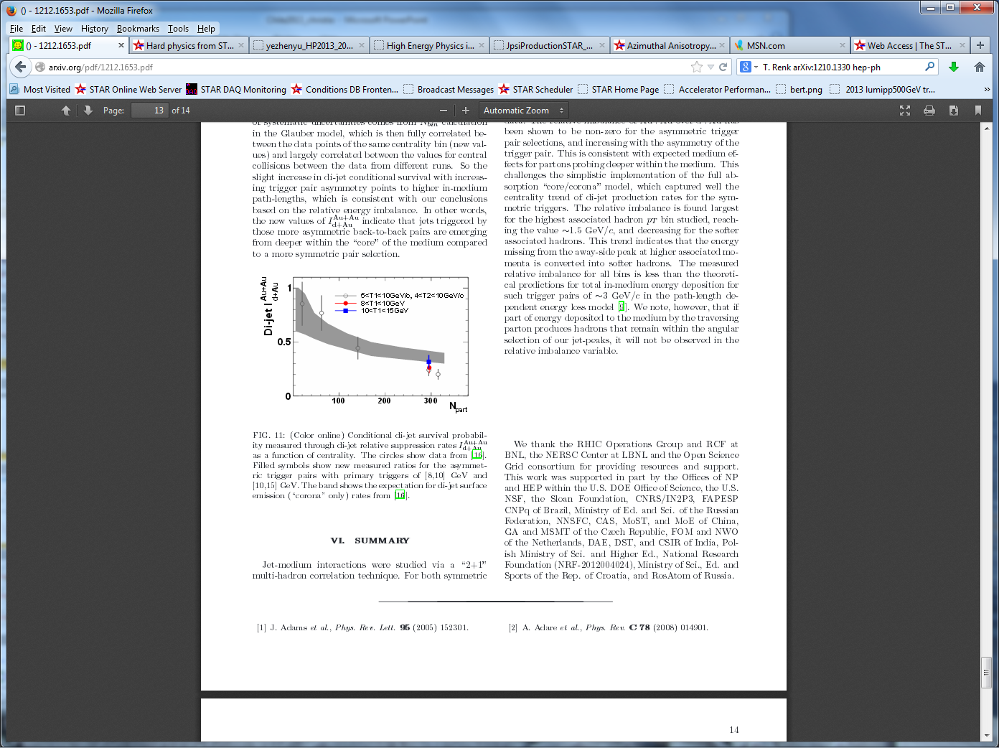 () - 1212.1653.pdf - Mozilla Firefox
File Edit View History Bookmarks Tools Help
() - 1212.1653.pdf × Hard physics from ST... × yezhenyu_HP2013_20... × High Energy Physics i... × JpsiProductionSTAR_... × Azimuthal Anisotropy... × MSN.com × Web Access | The ST... × +
arxiv.org/pdf/1212.1653.pdf T. Renk arXiv:1210.1330 hep-ph
Most Visited STAR Online Web Server STAR DAQ Monitoring Conditions DB Fronten... Broadcast Messages STAR Scheduler STAR Home Page Accelerator Performan... bert.png 2013 lumipp500GeV tr... »
Page: 13 of 14 − + Automatic Zoom
of systematic uncertainties comes from Nbin calculation
in the Glauber model, which is then fully correlated be-
tween the data points of the same centrality bin (new val-
ues) and largely correlated between the values for central
collisions between the data from different runs. So the
slight increase in di-jet conditional survival with increas-
ing trigger pair asymmetry points to higher in-medium
path-lengths, which is consistent with our conclusions
based on the relative energy imbalance. In other words,
the new values of I^{Au+Au}_{d+Au} indicate that jets triggered by
those more asymmetric back-to-back pairs are emerging
from deeper within the “core” of the medium compared
to a more symmetric pair selection.
Di-jet I^{Au+Au}_{d+Au}
1
0.5
0
5<T1<10GeV/c, 4<T2<10GeV/c
8<T1<10GeV
10<T1<15GeV
100 200 300
Npart
FIG. 11: (Color online) Conditional di-jet survival probabil-
ity measured through di-jet relative suppression rates I^{Au+Au}_{d+Au}
as a function of centrality. The circles show data from [16].
Filled symbols show new measured ratios for the asymmet-
ric trigger pairs with primary triggers of [8,10] GeV and
[10,15] GeV. The band shows the expectation for di-jet surface
emission (“corona” only) rates from [16].
VI. SUMMARY
Jet-medium interactions were studied via a “2+1”
multi-hadron correlation technique. For both symmetric
been shown to be non-zero for the asymmetric trigger
pair selections, and increasing with the asymmetry of the
trigger pair. This is consistent with expected medium ef-
fects for partons probing deeper within the medium. This
challenges the simplistic implementation of the full ab-
sorption “core/corona” model, which captured well the
centrality trend of di-jet production rates for the sym-
metric triggers. The relative imbalance is found largest
for the highest associated hadron pT bin studied, reach-
ing the value ∼1.5 GeV/c, and decreasing for the softer
associated hadrons. This trend indicates that the energy
missing from the away-side peak at higher associated mo-
menta is converted into softer hadrons. The measured
relative imbalance for all bins is less than the theoreti-
cal predictions for total in-medium energy deposition for
such trigger pairs of ∼3 GeV/c in the path-length de-
pendent energy loss model [9]. We note, however, that if
part of energy deposited to the medium by the traversing
parton produces hadrons that remain within the angular
selection of our jet-peaks, it will not be observed in the
relative imbalance variable.
We thank the RHIC Operations Group and RCF at
BNL, the NERSC Center at LBNL and the Open Science
Grid consortium for providing resources and support.
This work was supported in part by the Offices of NP
and HEP within the U.S. DOE Office of Science, the U.S.
NSF, the Sloan Foundation, CNRS/IN2P3, FAPESP
CNPq of Brazil, Ministry of Ed. and Sci. of the Russian
Federation, NNSFC, CAS, MoST, and MoE of China,
GA and MSMT of the Czech Republic, FOM and NWO
of the Netherlands, DAE, DST, and CSIR of India, Pol-
ish Ministry of Sci. and Higher Ed., National Research
Foundation (NRF-2012004024), Ministry of Sci., Ed. and
Sports of the Rep. of Croatia, and RosAtom of Russia.
[1] J. Adams et al., Phys. Rev. Lett. 95 (2005) 152301.
[2] A. Adare et al., Phys. Rev. C 78 (2008) 014901.
14